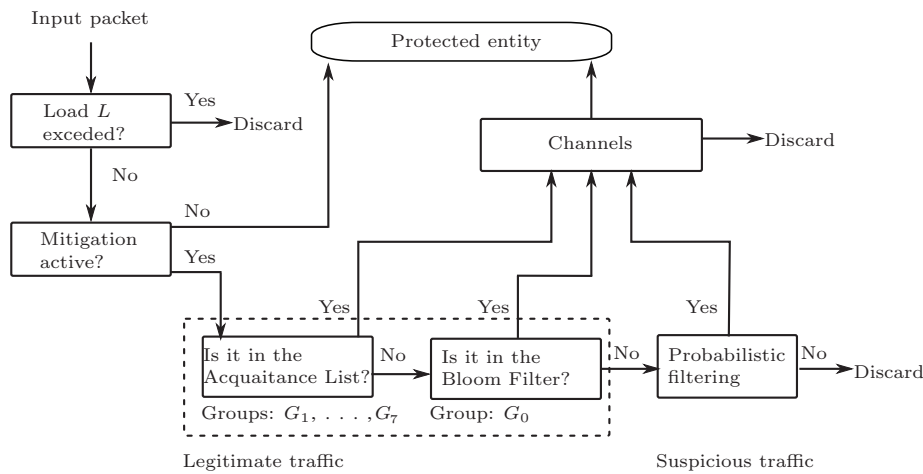 Input packet
Protected entity
Load L
exceded?
Yes
Discard
Channels
Discard
No
Mitigation
active?
No
Yes
Yes
Yes
Yes
Is it in the
Acquaitance List?
No
Is it in the
Bloom Filter?
No
Probabilistic
filtering
No
Discard
Groups: G1, . . . , G7
Group: G0
Legitimate traffic
Suspicious traffic